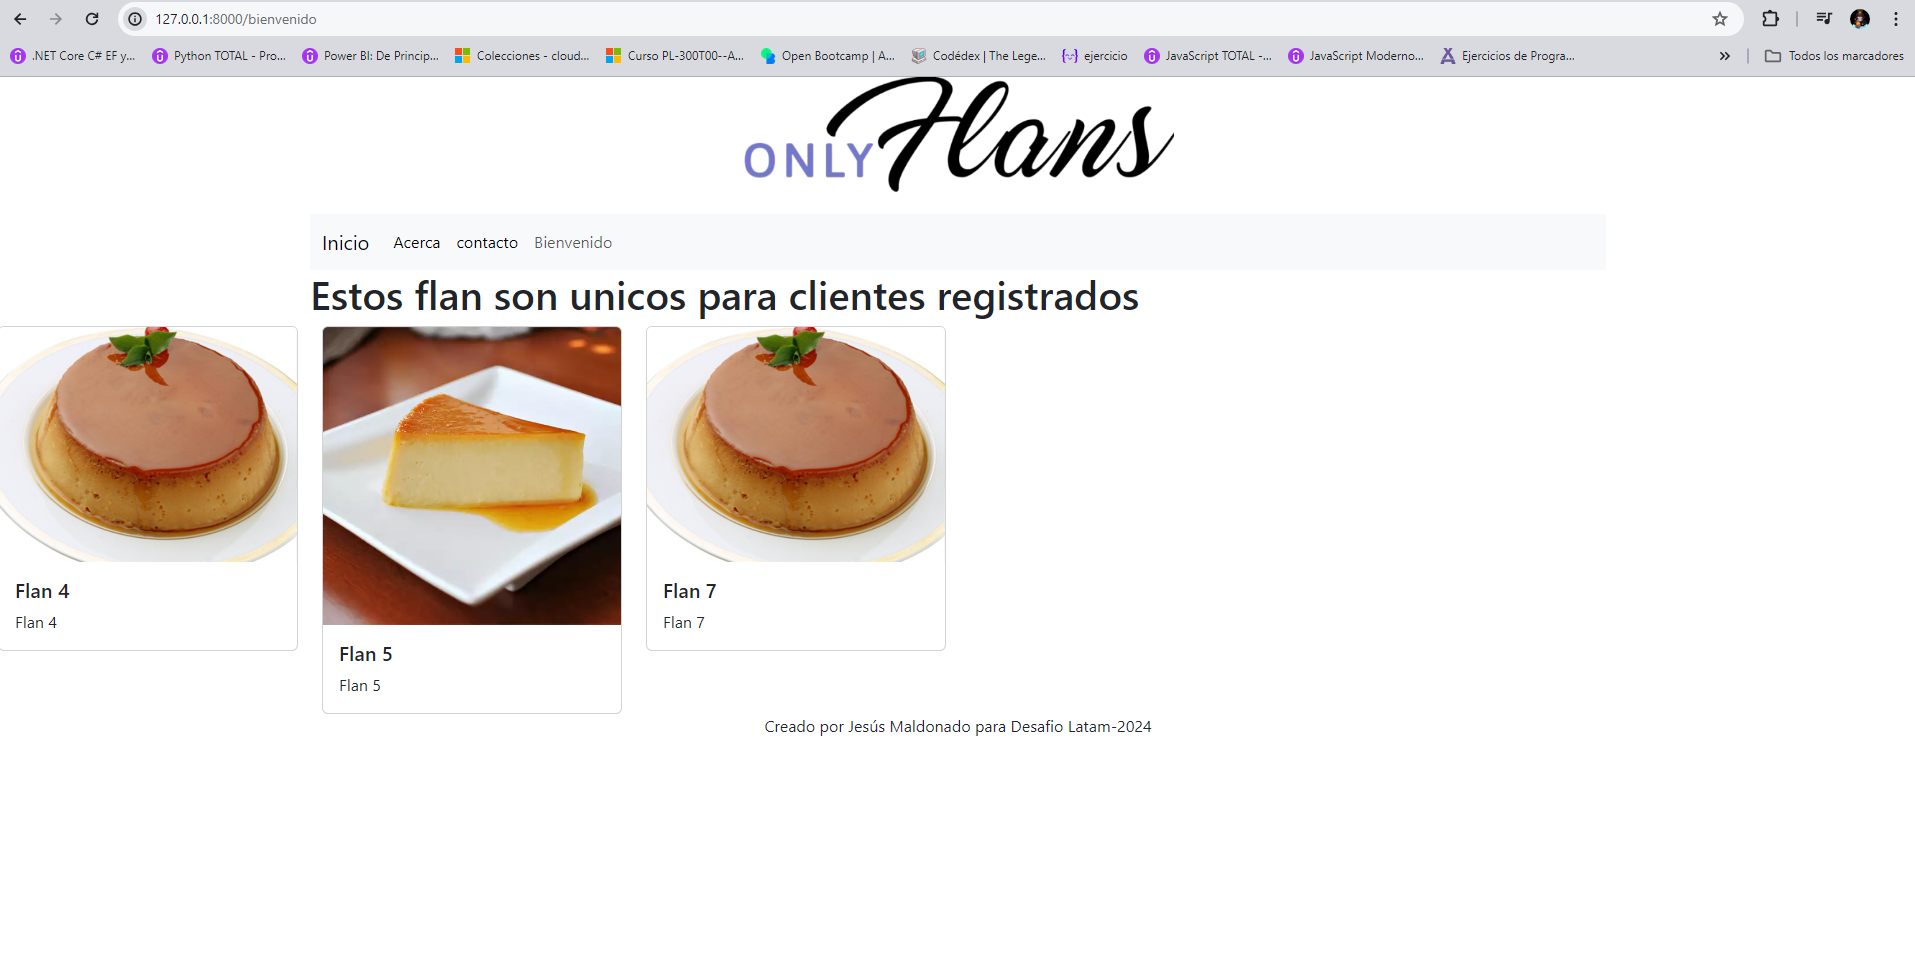 127.0.0.1:8000/bienvenido
.NET Core C# EF y...
Python TOTAL - Pro...
Power BI: De Princip...
Colecciones - cloud...
Curso PL-300T00--A...
Open Bootcamp | A...
Codédex | The Lege...
ejercicio
JavaScript TOTAL -...
JavaScript Moderno...
Ejercicios de Progra...
Todos los marcadores
ONLY Flans
Inicio
Acerca
contacto
Bienvenido
Estos flan son unicos para clientes registrados
Flan 4
Flan 4
Flan 5
Flan 5
Flan 7
Flan 7
Creado por Jesús Maldonado para Desafio Latam-2024